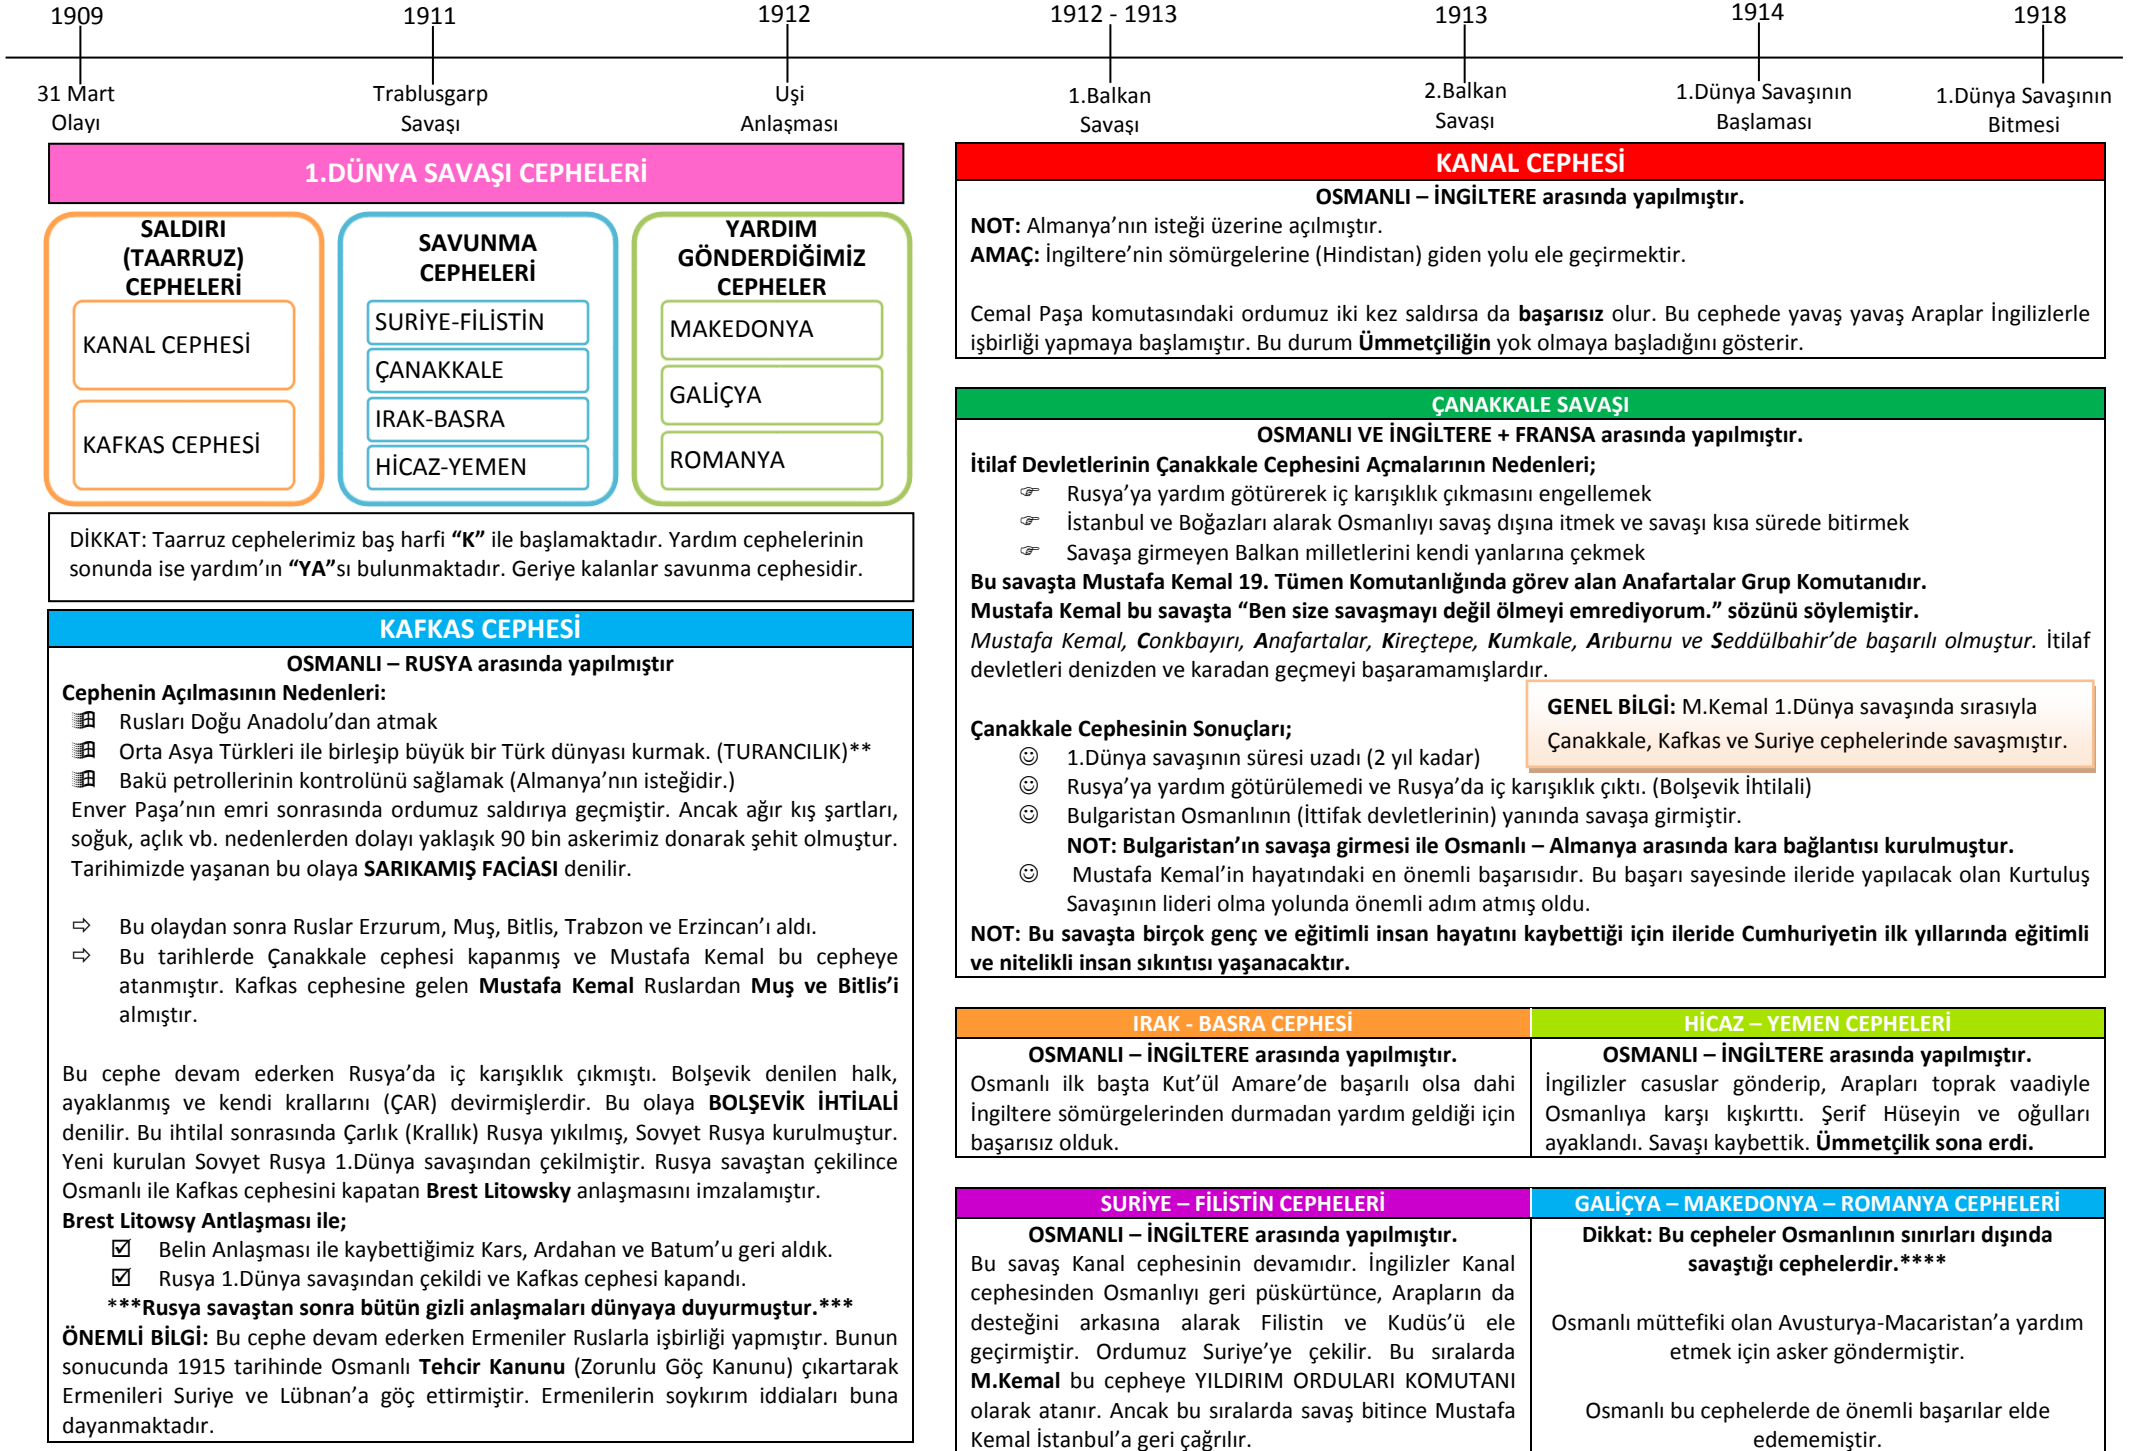 1909
1911
1912
1912 - 1913
1913
1914
1918
31 Mart
Olayı
Trablusgarp
Savaşı
Uşi
Anlaşması
1.Balkan
Savaşı
2.Balkan
Savaşı
1.Dünya Savaşının
Başlaması
1.Dünya Savaşının
Bitmesi
1.DÜNYA SAVAŞI CEPHELERİ
SALDIRI
(TAARRUZ)
CEPHELERİ
KANAL CEPHESİ
KAFKAS CEPHESİ
SAVUNMA
CEPHELERİ
SURİYE-FİLİSTİN
ÇANAKKALE
IRAK-BASRA
HİCAZ-YEMEN
YARDIM
GÖNDERDİĞİMİZ
CEPHELER
MAKEDONYA
GALİÇYA
ROMANYA
DİKKAT: Taarruz cephelerimiz baş harfi “K” ile başlamaktadır. Yardım cephelerinin
sonunda ise yardım’ın “YA”sı bulunmaktadır. Geriye kalanlar savunma cephesidir.
KAFKAS CEPHESİ
OSMANLI – RUSYA arasında yapılmıştır
Cephenin Açılmasının Nedenleri:
Rusları Doğu Anadolu’dan atmak
Orta Asya Türkleri ile birleşip büyük bir Türk dünyası kurmak. (TURANCILIK)**
Bakü petrollerinin kontrolünü sağlamak (Almanya’nın isteğidir.)
Enver Paşa’nın emri sonrasında ordumuz saldırıya geçmiştir. Ancak ağır kış şartları,
soğuk, açlık vb. nedenlerden dolayı yaklaşık 90 bin askerimiz donarak şehit olmuştur.
Tarihimizde yaşanan bu olaya SARIKAMIŞ FACİASI denilir.
⇨ Bu olaydan sonra Ruslar Erzurum, Muş, Bitlis, Trabzon ve Erzincan’ı aldı.
⇨ Bu tarihlerde Çanakkale cephesi kapanmış ve Mustafa Kemal bu cepheye
atanmıştır. Kafkas cephesine gelen Mustafa Kemal Ruslardan Muş ve Bitlis’i
almıştır.
Bu cephe devam ederken Rusya’da iç karışıklık çıkmıştı. Bolşevik denilen halk,
ayaklanmış ve kendi krallarını (ÇAR) devirmişlerdir. Bu olaya BOLŞEVİK İHTİLALİ
denilir. Bu ihtilal sonrasında Çarlık (Krallık) Rusya yıkılmış, Sovyet Rusya kurulmuştur.
Yeni kurulan Sovyet Rusya 1.Dünya savaşından çekilmiştir. Rusya savaştan çekilince
Osmanlı ile Kafkas cephesini kapatan Brest Litowsky anlaşmasını imzalamıştır.
Brest Litowsy Antlaşması ile;
☑ Belin Anlaşması ile kaybettiğimiz Kars, Ardahan ve Batum’u geri aldık.
☑ Rusya 1.Dünya savaşından çekildi ve Kafkas cephesi kapandı.
***Rusya savaştan sonra bütün gizli anlaşmaları dünyaya duyurmuştur.***
ÖNEMLİ BİLGİ: Bu cephe devam ederken Ermeniler Ruslarla işbirliği yapmıştır. Bunun
sonucunda 1915 tarihinde Osmanlı Tehcir Kanunu (Zorunlu Göç Kanunu) çıkartarak
Ermenileri Suriye ve Lübnan’a göç ettirmiştir. Ermenilerin soykırım iddiaları buna
dayanmaktadır.
KANAL CEPHESİ
OSMANLI – İNGİLTERE arasında yapılmıştır.
NOT: Almanya’nın isteği üzerine açılmıştır.
AMAÇ: İngiltere’nin sömürgelerine (Hindistan) giden yolu ele geçirmektir.
Cemal Paşa komutasındaki ordumuz iki kez saldırsa da başarısız olur. Bu cephede yavaş yavaş Araplar İngilizlerle
işbirliği yapmaya başlamıştır. Bu durum Ümmetçiliğin yok olmaya başladığını gösterir.
ÇANAKKALE SAVAŞI
OSMANLI VE İNGİLTERE + FRANSA arasında yapılmıştır.
İtilaf Devletlerinin Çanakkale Cephesini Açmalarının Nedenleri;
☞ Rusya’ya yardım götürerek iç karışıklık çıkmasını engellemek
☞ İstanbul ve Boğazları alarak Osmanlıyı savaş dışına itmek ve savaşı kısa sürede bitirmek
☞ Savaşa girmeyen Balkan milletlerini kendi yanlarına çekmek
Bu savaşta Mustafa Kemal 19. Tümen Komutanlığında görev alan Anafartalar Grup Komutanıdır.
Mustafa Kemal bu savaşta “Ben size savaşmayı değil ölmeyi emrediyorum.” sözünü söylemiştir.
Mustafa Kemal, Conkbayırı, Anafartalar, Kireçtepe, Kumkale, Arıburnu ve Seddülbahir’de başarılı olmuştur. İtilaf
devletleri denizden ve karadan geçmeyi başaramamışlardır.
GENEL BİLGİ: M.Kemal 1.Dünya savaşında sırasıyla
Çanakkale, Kafkas ve Suriye cephelerinde savaşmıştır.
Çanakkale Cephesinin Sonuçları;
☺ 1.Dünya savaşının süresi uzadı (2 yıl kadar)
☺ Rusya’ya yardım götürülemedi ve Rusya’da iç karışıklık çıktı. (Bolşevik İhtilali)
☺ Bulgaristan Osmanlının (İttifak devletlerinin) yanında savaşa girmiştir.
NOT: Bulgaristan’ın savaşa girmesi ile Osmanlı – Almanya arasında kara bağlantısı kurulmuştur.
☺ Mustafa Kemal’in hayatındaki en önemli başarısıdır. Bu başarı sayesinde ileride yapılacak olan Kurtuluş
Savaşının lideri olma yolunda önemli adım atmış oldu.
NOT: Bu savaşta birçok genç ve eğitimli insan hayatını kaybettiği için ileride Cumhuriyetin ilk yıllarında eğitimli
ve nitelikli insan sıkıntısı yaşanacaktır.
IRAK - BASRA CEPHESİ
OSMANLI – İNGİLTERE arasında yapılmıştır.
Osmanlı ilk başta Kut’ül Amare’de başarılı olsa dahi
İngiltere sömürgelerinden durmadan yardım geldiği için
başarısız olduk.
HİCAZ – YEMEN CEPHELERİ
OSMANLI – İNGİLTERE arasında yapılmıştır.
İngilizler casuslar gönderip, Arapları toprak vaadiyle
Osmanlıya karşı kışkırttı. Şerif Hüseyin ve oğulları
ayaklandı. Savaşı kaybettik. Ümmetçilik sona erdi.
SURİYE – FİLİSTİN CEPHELERİ
OSMANLI – İNGİLTERE arasında yapılmıştır.
Bu savaş Kanal cephesinin devamıdır. İngilizler Kanal
cephesinden Osmanlıyı geri püskürtünce, Arapların da
desteğini arkasına alarak Filistin ve Kudüs’ü ele
geçirmiştir. Ordumuz Suriye’ye çekilir. Bu sıralarda
M.Kemal bu cepheye YILDIRIM ORDULARI KOMUTANI
olarak atanır. Ancak bu sıralarda savaş bitince Mustafa
Kemal İstanbul’a geri çağrılır.
GALİÇYA – MAKEDONYA – ROMANYA CEPHELERİ
Dikkat: Bu cepheler Osmanlının sınırları dışında
savaştığı cephelerdir.****
Osmanlı müttefiki olan Avusturya-Macaristan’a yardım
etmek için asker göndermiştir.
Osmanlı bu cephelerde de önemli başarılar elde
edememiştir.